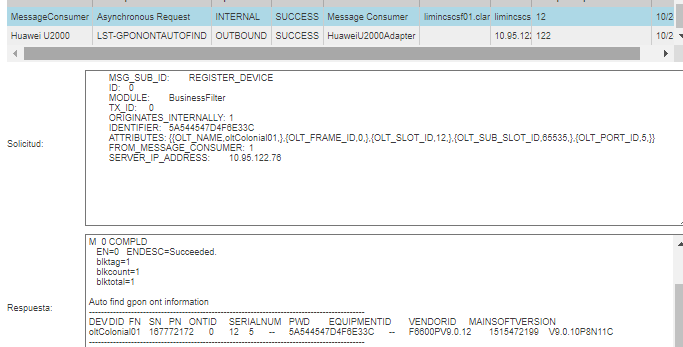 MessageConsumer Asynchronous Request INTERNAL SUCCESS Message Consumer limincscsf01.clar limincscs 12 10/2
Huawei U2000 LST-GPONONTAUTOFIND OUTBOUND SUCCESS HuaweiU2000Adapter 10.95.12 122 10/2
MSG_SUB_ID: REGISTER_DEVICE
ID: 0
MODULE: BusinessFilter
TX_ID: 0
ORIGINATES_INTERNALLY: 1
IDENTIFIER: 5A544547D4F6E33C
ATTRIBUTES: {{OLT_NAME,oltColonial01,},{OLT_FRAME_ID,0,},{OLT_SLOT_ID,12,},{OLT_SUB_SLOT_ID,65535,},{OLT_PORT_ID,5,}}
FROM_MESSAGE_CONSUMER: 1
SERVER_IP_ADDRESS: 10.95.122.76
Solicitud:
M 0 COMPLD
EN=0 ENDESC=Succeeded.
blktag=1
blkcount=1
blktotal=1
Respuesta:
Auto find gpon ont information
--------------------------------------------------------------------------------
DEV DID FN SN PN ONTID SERIALNUM PWD EQUIPMENTID VENDORID MAINSOFTVERSION
oltColonial01 167772172 0 12 5 -- 5A544547D4F6E33C -- F6600PV9.0.12 1515472199 V9.0.10P8N11C
--------------------------------------------------------------------------------